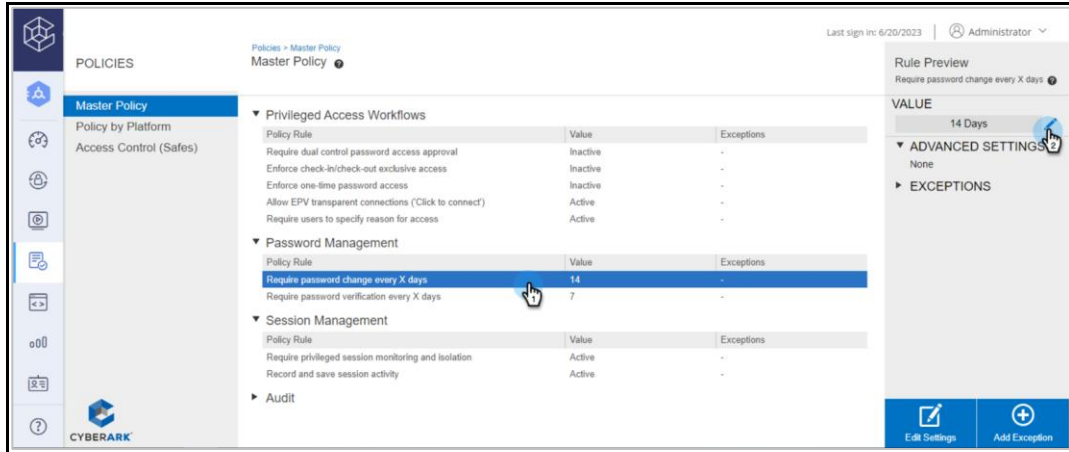 Last sign in: 6/20/2023 Administrator
POLICIES
Policies > Master Policy
Master Policy
Master Policy
Policy by Platform
Access Control (Safes)
Privileged Access Workflows
Policy Rule Value Exceptions
Require dual control password access approval Inactive -
Enforce check-in/check-out exclusive access Inactive -
Enforce one-time password access Inactive -
Allow EPV transparent connections ('Click to connect') Active -
Require users to specify reason for access Active -
Password Management
Policy Rule Value Exceptions
Require password change every X days 14 -
1
Require password verification every X days 7 -
Session Management
Policy Rule Value Exceptions
Require privileged session monitoring and isolation Active -
Record and save session activity Active -
Audit
CYBERARK
Rule Preview
Require password change every X days
VALUE
14 Days
2
ADVANCED SETTINGS
None
EXCEPTIONS
Edit Settings Add Exception